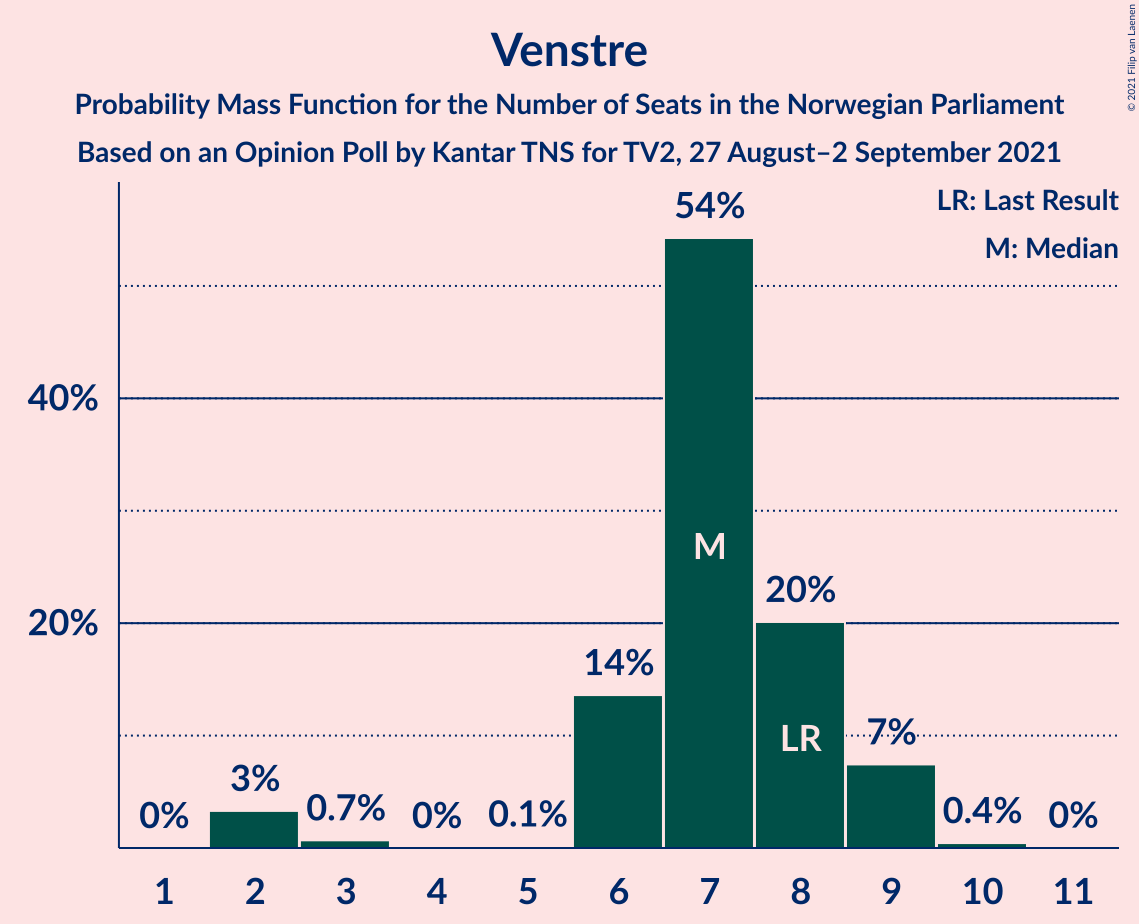 Venstre
Probability Mass Function for the Number of Seats in the Norwegian Parliament
Based on an Opinion Poll by Kantar TNS for TV2, 27 August–2 September 2021
© 2021 Filip van Laenen
LR: Last Result
M: Median
40%
20%
0%
3%
0.7%
0%
0.1%
14%
54%
M
20%
LR
7%
0.4%
0%
1 2 3 4 5 6 7 8 9 10 11